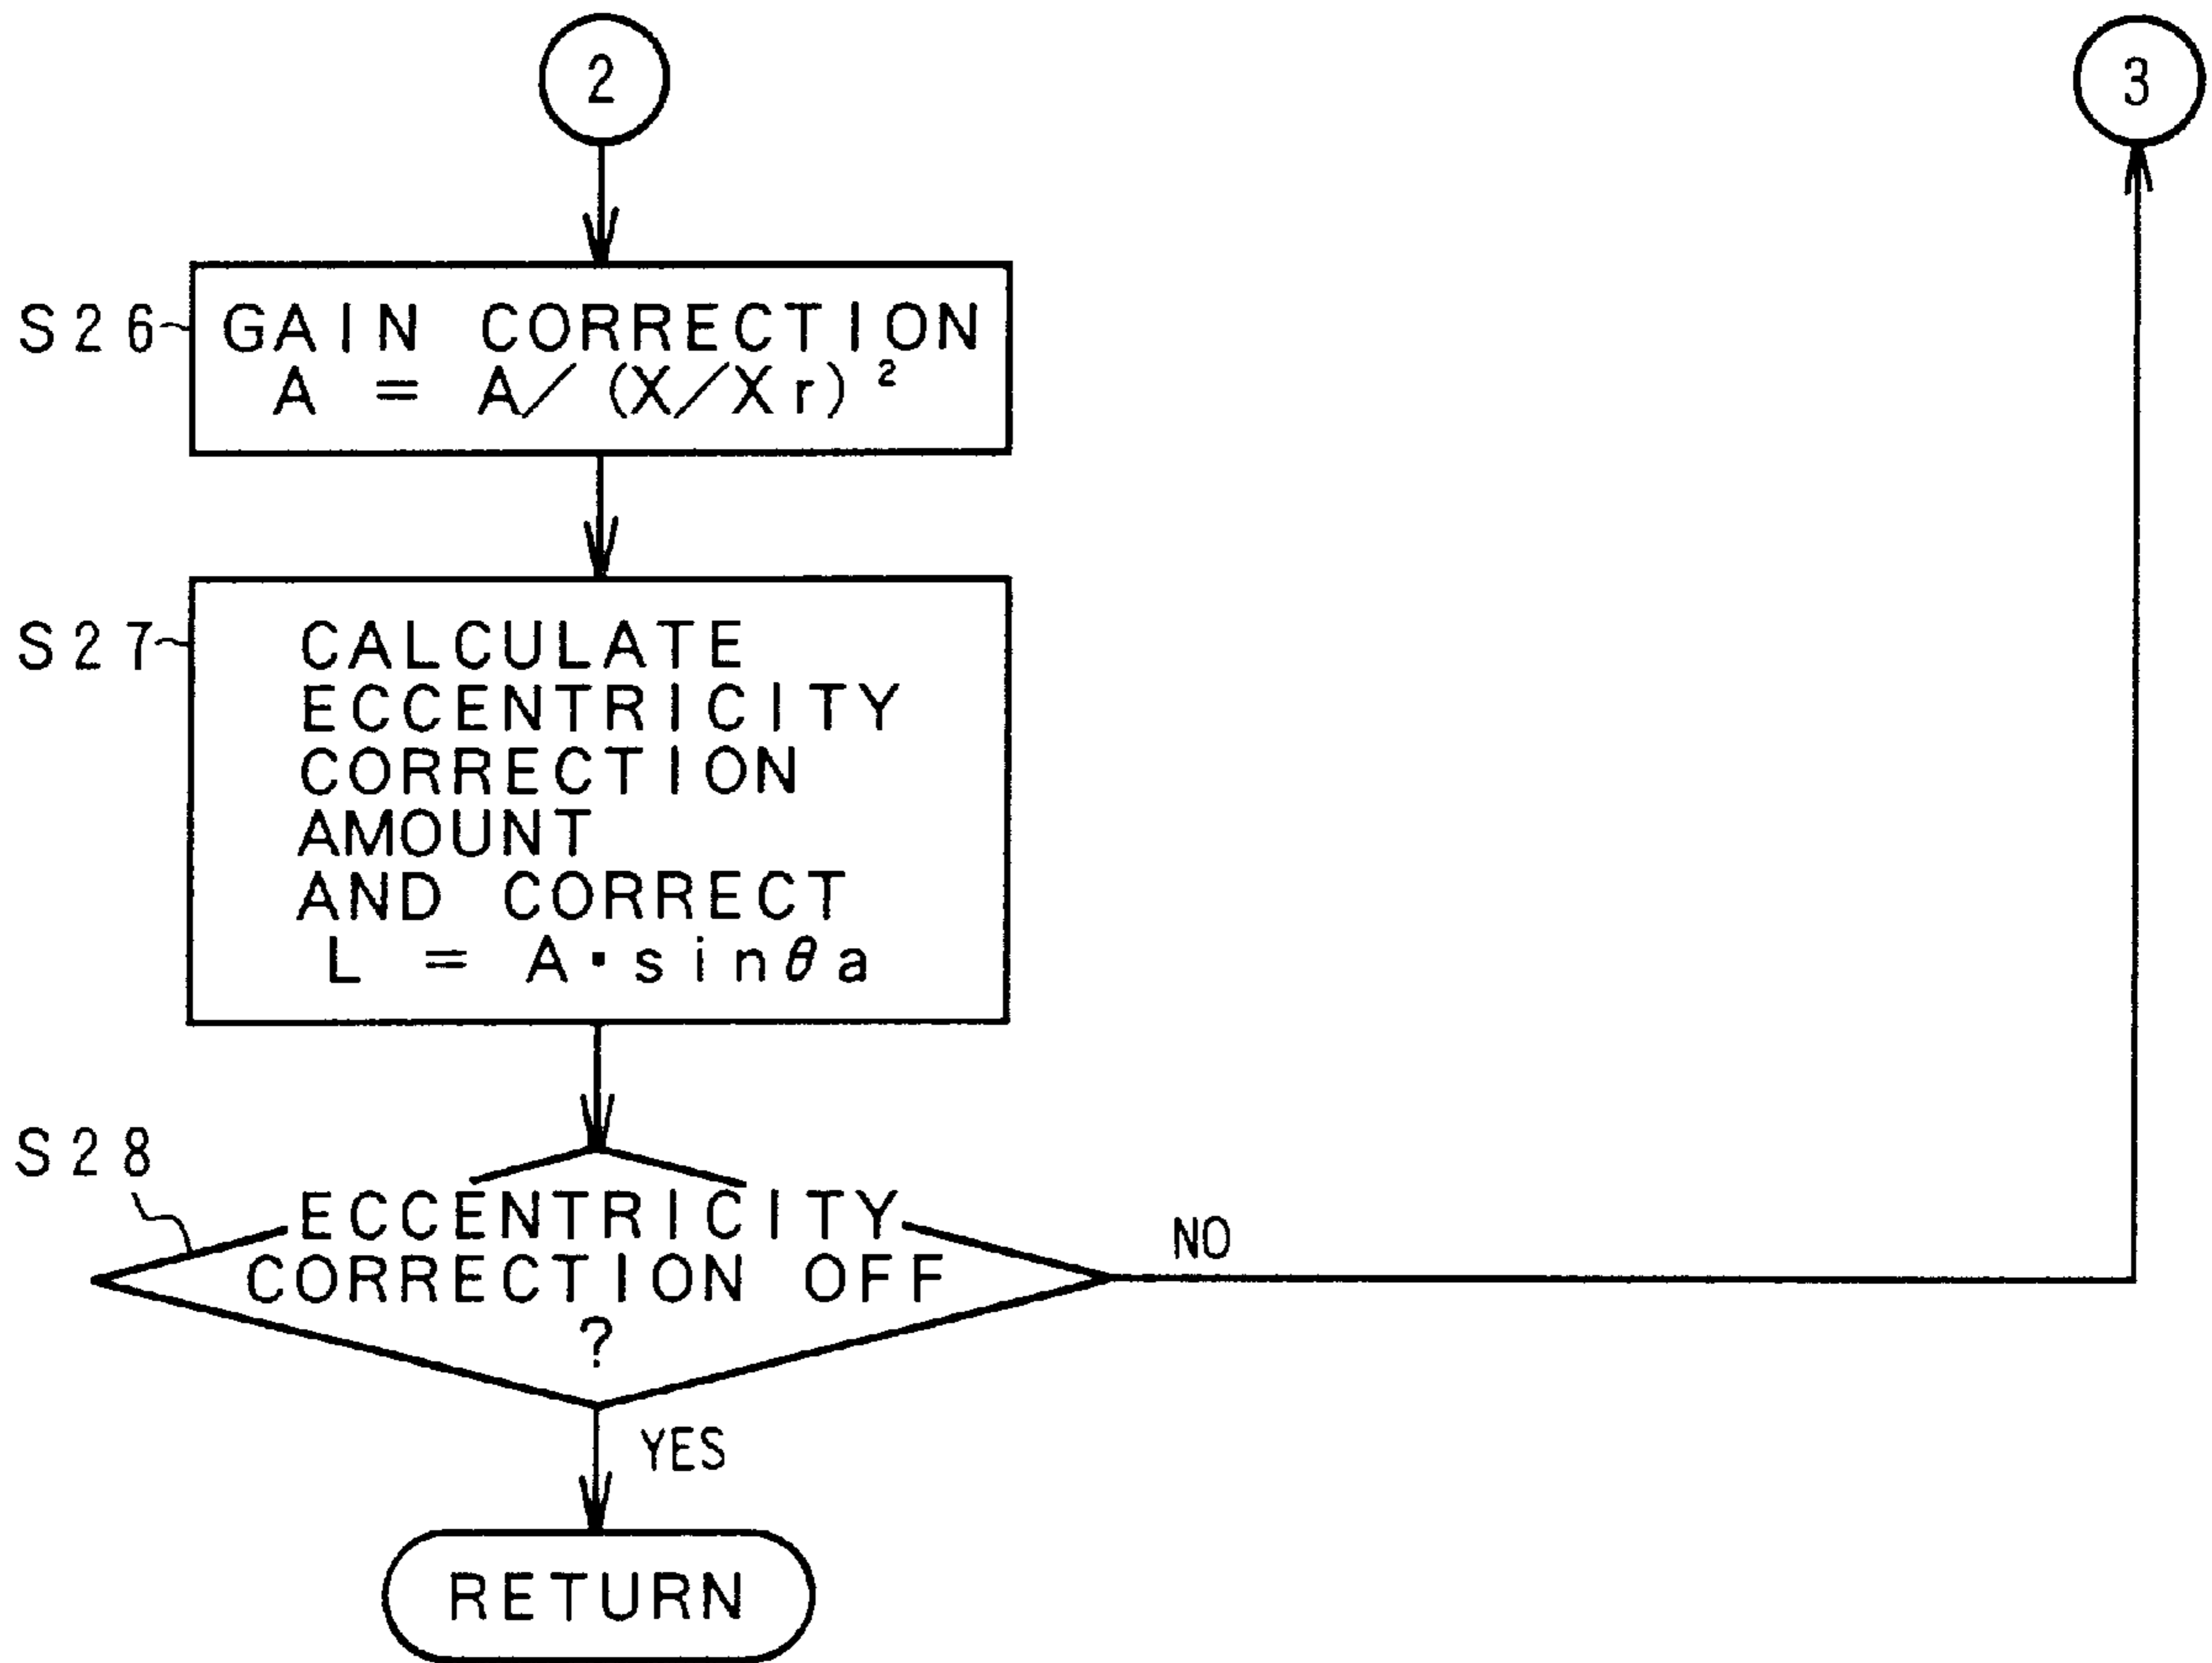 2
3
S26
GAIN CORRECTION
A = A/(X/Xr)²
S27
CALCULATE
ECCENTRICITY
CORRECTION
AMOUNT
AND CORRECT
L = A·sinθa
S28
ECCENTRICITY
CORRECTION OFF
?
NO
YES
RETURN